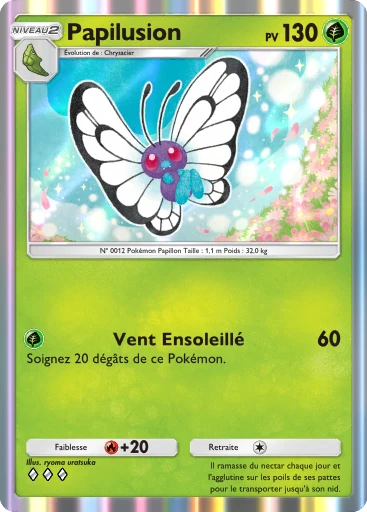 NIVEAU 2
Papilusion
PV 130
Évolution de : Chrysacier
N° 0012 Pokémon Papillon Taille : 1,1 m Poids : 32,0 kg
Vent Ensoleillé 60
Soignez 20 dégâts de ce Pokémon.
Faiblesse +20
Retraite
Illus. ryoma uratsuka
Il ramasse du nectar chaque jour et
l'agglutine sur les poils de ses pattes
pour le transporter jusqu'à son nid.